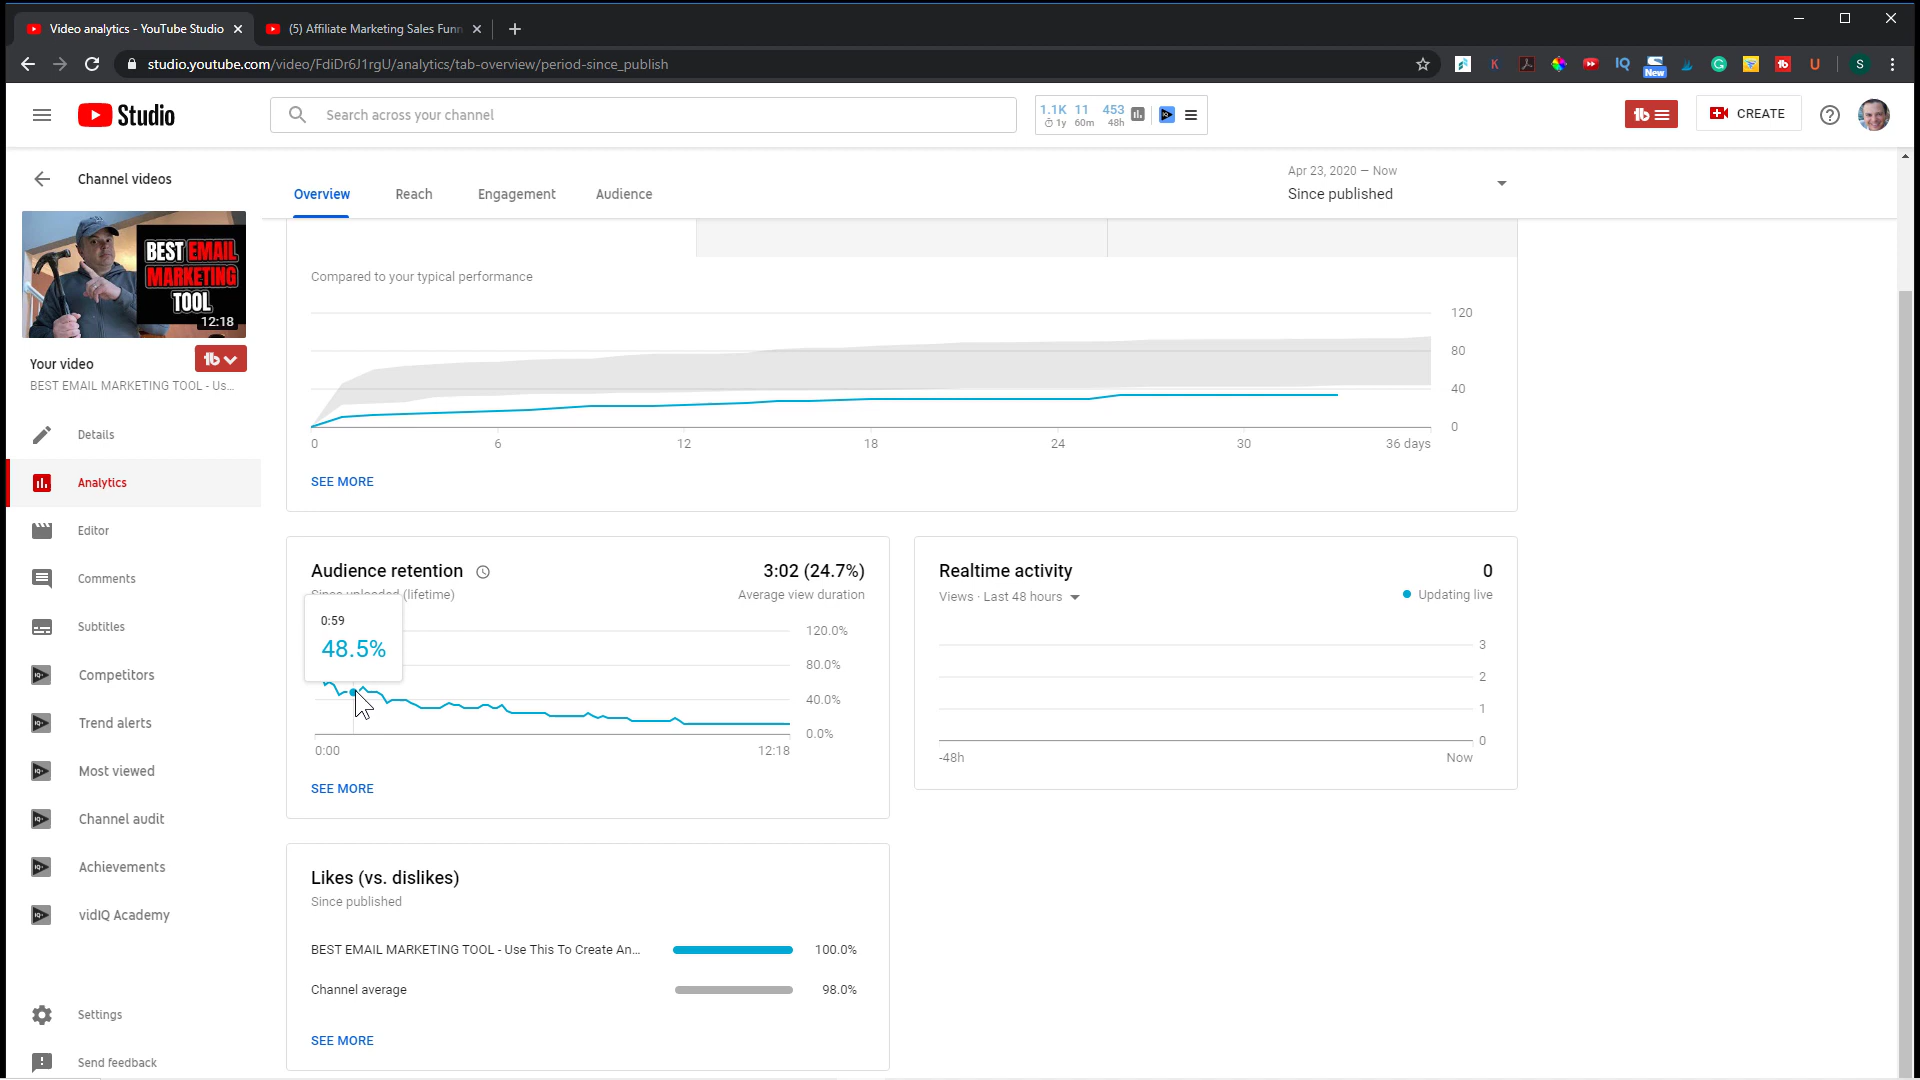 Video analytics - YouTube Studio
(5) Affiliate Marketing Sales Funn
studio.youtube.com/video/FdiDr6J1rgU/analytics/tab-overview/period-since_publish
IQ
New
S
Studio
Search across your channel
1.1K 11 453
1y 60m 48h
CREATE
Channel videos
Overview
Reach
Engagement
Audience
Apr 23, 2020 – Now
Since published
BEST EMAIL
MARKETING
TOOL
12:18
Your video
BEST EMAIL MARKETING TOOL - Us...
Details
Analytics
Editor
Comments
Subtitles
Competitors
Trend alerts
Most viewed
Channel audit
Achievements
vidIQ Academy
Settings
Send feedback
Compared to your typical performance
120
80
40
0
0 6 12 18 24 30 36 days
SEE MORE
Audience retention
3:02 (24.7%)
Since uploaded (lifetime)
Average view duration
0:59
48.5%
120.0%
80.0%
40.0%
0.0%
0:00
12:18
SEE MORE
Realtime activity
0
Views · Last 48 hours
Updating live
3
2
1
0
-48h
Now
Likes (vs. dislikes)
Since published
BEST EMAIL MARKETING TOOL - Use This To Create An... 100.0%
Channel average 98.0%
SEE MORE